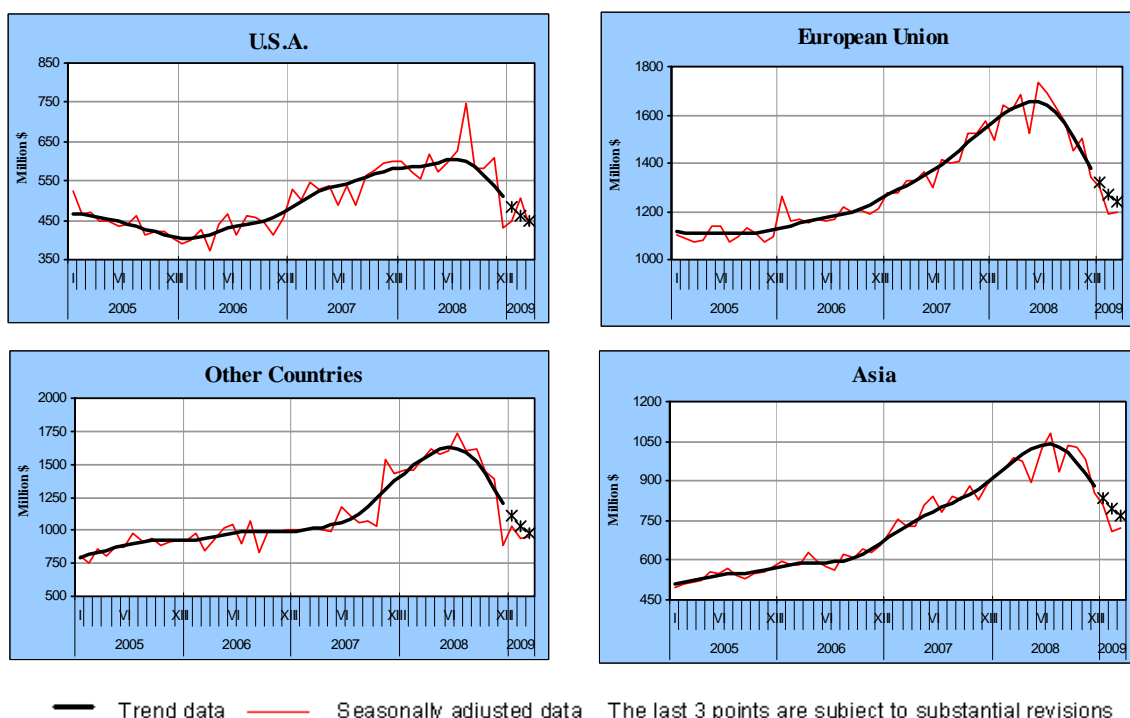 U.S.A.
Million $
850
750
650
550
450
350
I VI XII I VI XII I VI XII I VI XII I
2005 2006 2007 2008 2009
European Union
Million $
1800
1600
1400
1200
1000
I VI XII I VI XII I VI XII I VI XII I
2005 2006 2007 2008 2009
Other Countries
Million $
2000
1750
1500
1250
1000
750
500
I VI XII I VI XII I VI XII I VI XII I
2005 2006 2007 2008 2009
Asia
Million $
1200
1050
900
750
600
450
I VI XII I VI XII I VI XII I VI XII I
2005 2006 2007 2008 2009
Trend data Seasonally adjusted data The last 3 points are subject to substantial revisions